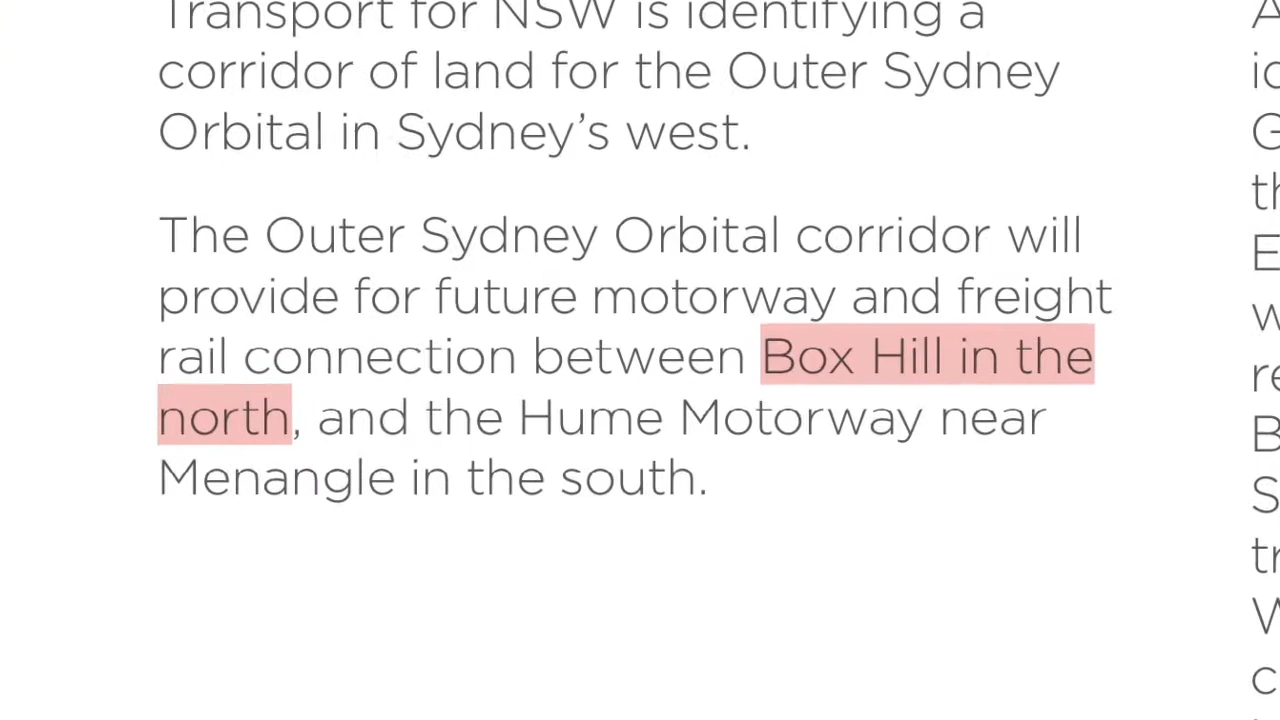 Transport for NSW is identifying a
corridor of land for the Outer Sydney
Orbital in Sydney’s west.
The Outer Sydney Orbital corridor will
provide for future motorway and freight
rail connection between Box Hill in the
north, and the Hume Motorway near
Menangle in the south.